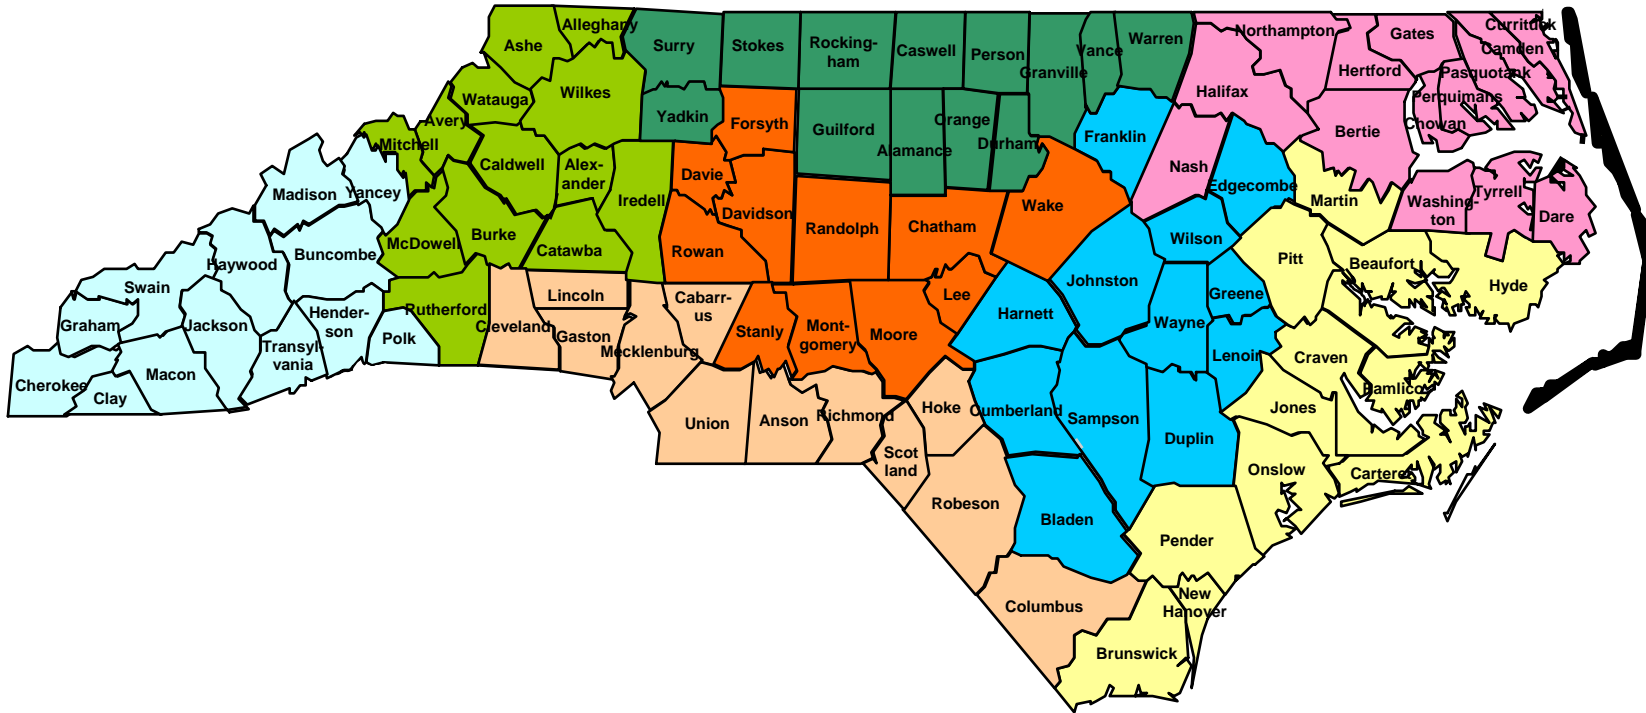 Alleghany
Ashe
Surry
Stokes
Rocking-
ham
Caswell
Person
Granville
Vance
Warren
Northampton
Gates
Currituck
Camden
Hertford
Pasquotank
Halifax
Perquimans
Watauga
Wilkes
Avery
Yadkin
Forsyth
Guilford
Orange
Alamance
Durham
Franklin
Chowan
Bertie
Mitchell
Caldwell
Alex-
ander
Davie
Nash
Edgecombe
Madison
Yancey
Iredell
Davidson
Wake
Martin
Washing-
ton
Tyrrell
Dare
McDowell
Burke
Catawba
Rowan
Randolph
Chatham
Wilson
Pitt
Beaufort
Hyde
Haywood
Buncombe
Swain
Rutherford
Lincoln
Cabarr-
us
Lee
Johnston
Greene
Graham
Jackson
Hender-
son
Cleveland
Gaston
Stanly
Mont-
gomery
Moore
Harnett
Wayne
Transyl-
vania
Polk
Mecklenburg
Lenoir
Craven
Cherokee
Macon
Clay
Pamlico
Union
Anson
Richmond
Hoke
Cumberland
Sampson
Jones
Duplin
Scot
land
Onslow
Carteret
Robeson
Bladen
Pender
Columbus
New
Hanover
Brunswick